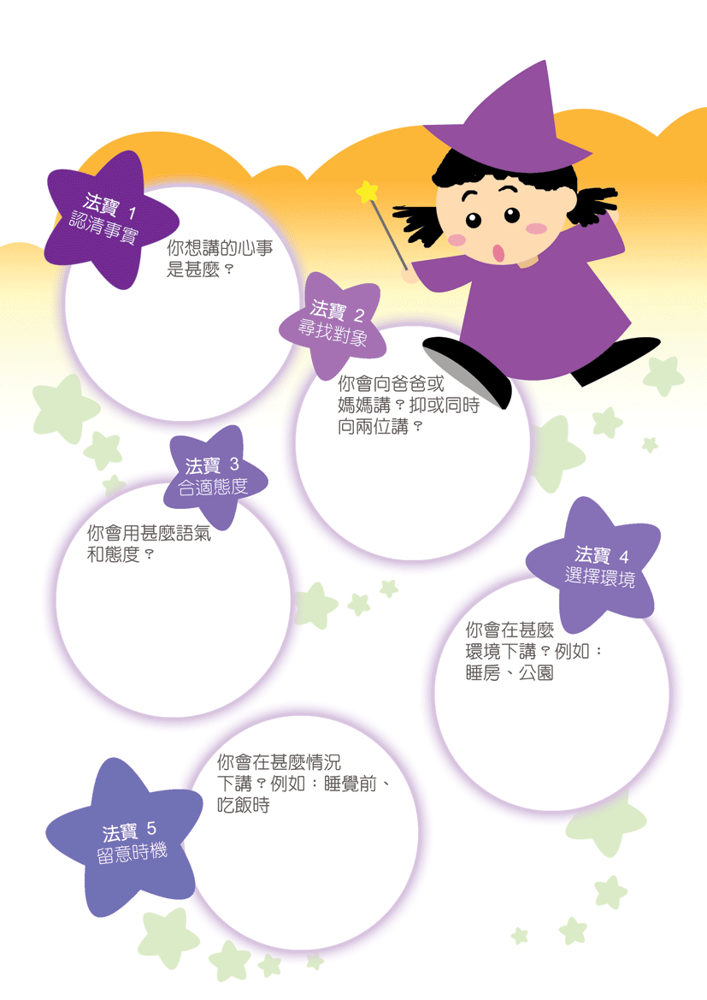 法寶 1
認清事實
你想講的心事
是甚麼？
法寶 2
尋找對象
你會向爸爸或
媽媽講？抑或同時
向兩位講？
法寶 3
合適態度
你會用甚麼語氣
和態度？
法寶 4
選擇環境
你會在甚麼
環境下講？例如：
睡房、公園
法寶 5
留意時機
你會在甚麼情況
下講？例如：睡覺前、
吃飯時